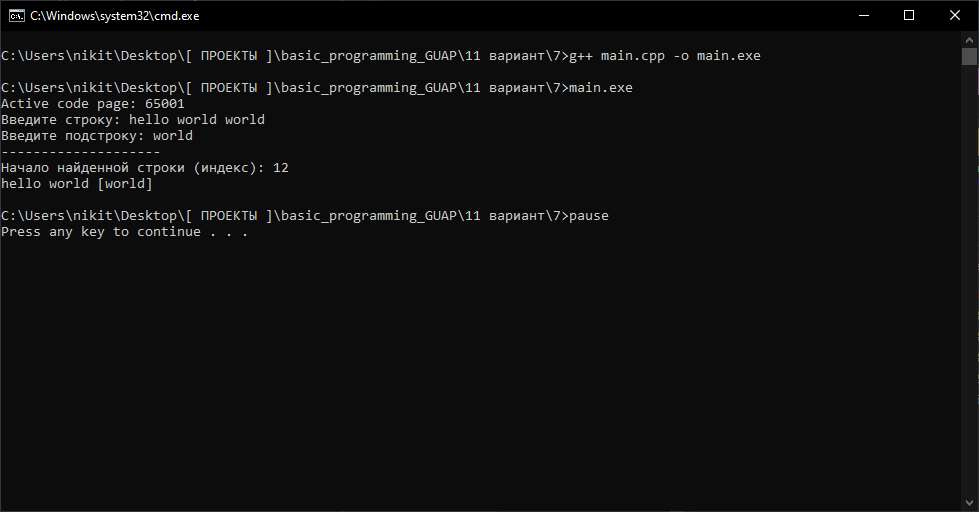 C:\Windows\system32\cmd.exe
C:\Users\nikit\Desktop\[ ПРОЕКТЫ ]\basic_programming_GUAP\11 вариант\7>g++ main.cpp -o main.exe
C:\Users\nikit\Desktop\[ ПРОЕКТЫ ]\basic_programming_GUAP\11 вариант\7>main.exe
Active code page: 65001
Введите строку: hello world world
Введите подстроку: world
--------------------
Начало найденной строки (индекс): 12
hello world [world]
C:\Users\nikit\Desktop\[ ПРОЕКТЫ ]\basic_programming_GUAP\11 вариант\7>pause
Press any key to continue . . .